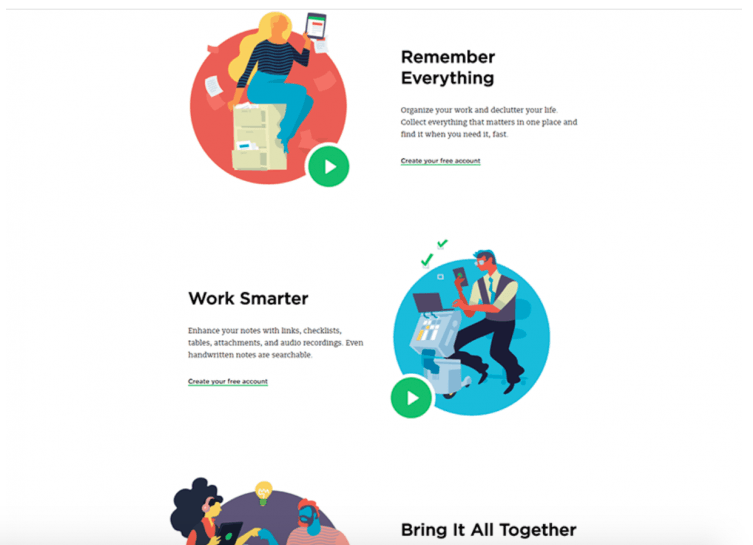 Remember
Everything
Organize your work and declutter your life.
Collect everything that matters in one place and
find it when you need it, fast.
Create your free account
Work Smarter
Enhance your notes with links, checklists,
tables, attachments, and audio recordings. Even
handwritten notes are searchable.
Create your free account
Bring It All Together